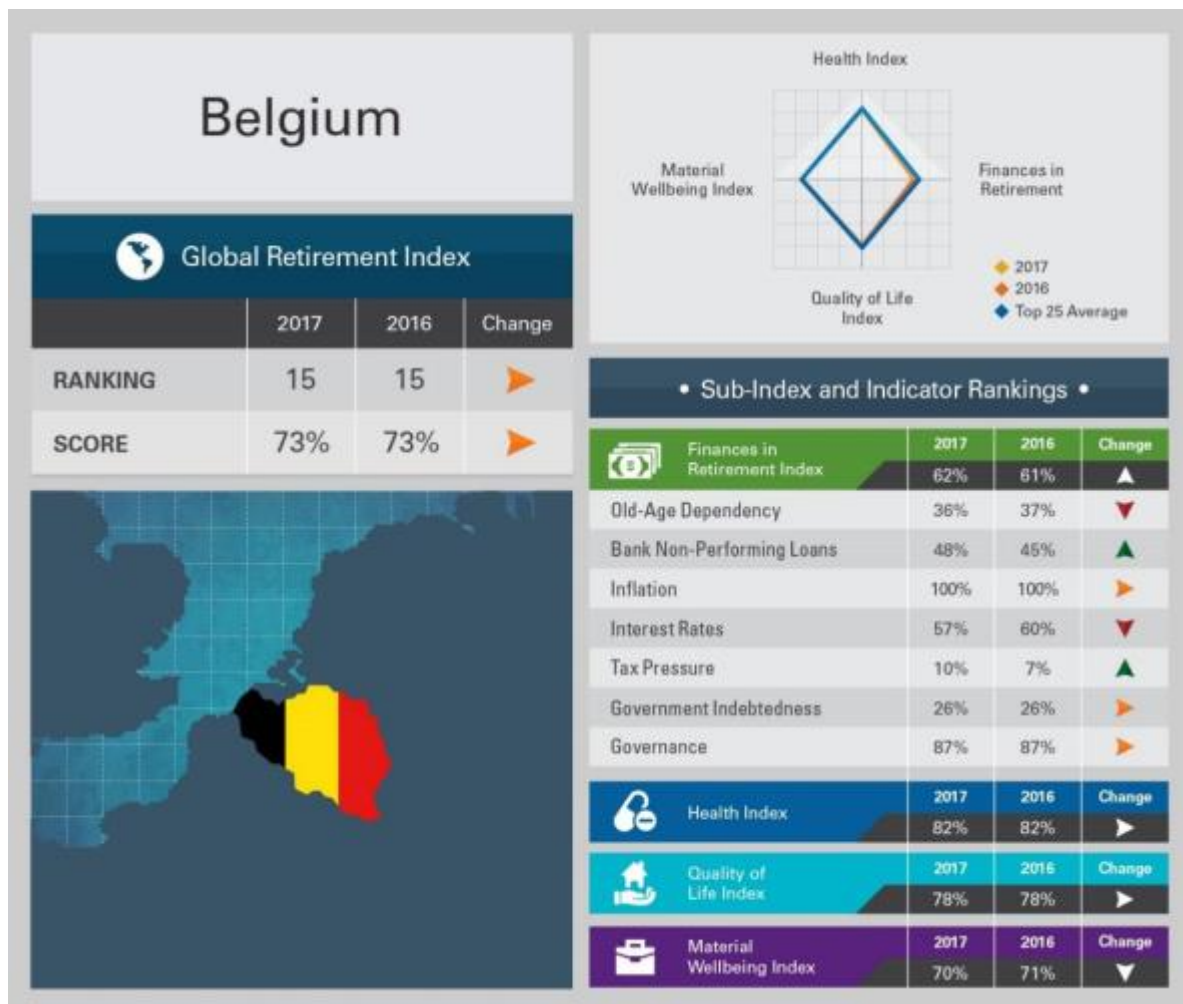 Belgium
Global Retirement Index
2017 2016 Change
RANKING 15 15
SCORE 73% 73%
Health Index
Material
Wellbeing Index
Finances in
Retirement
Quality of Life
Index
2017
2016
Top 25 Average
• Sub-Index and Indicator Rankings •
Finances in
Retirement Index
2017 2016 Change
62% 61%
Old-Age Dependency 36% 37%
Bank Non-Performing Loans 48% 45%
Inflation 100% 100%
Interest Rates 57% 60%
Tax Pressure 10% 7%
Government Indebtedness 26% 26%
Governance 87% 87%
Health Index
2017 2016 Change
82% 82%
Quality of
Life Index
2017 2016 Change
78% 78%
Material
Wellbeing Index
2017 2016 Change
70% 71%